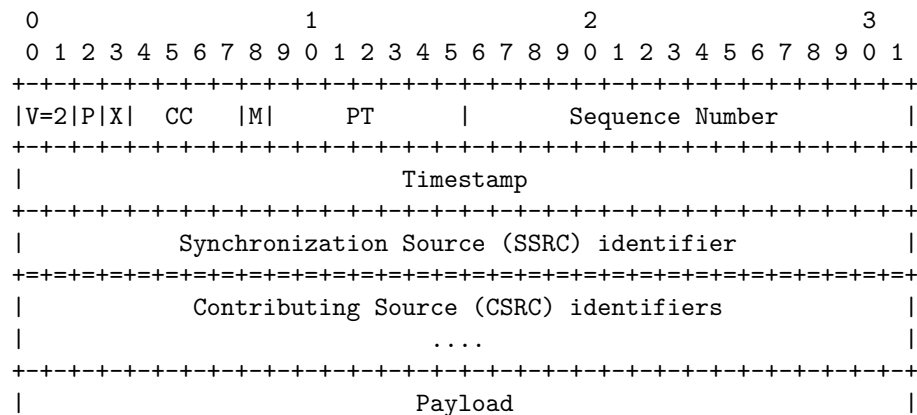 0                   1                   2                   3
0 1 2 3 4 5 6 7 8 9 0 1 2 3 4 5 6 7 8 9 0 1 2 3 4 5 6 7 8 9 0 1
+-+-+-+-+-+-+-+-+-+-+-+-+-+-+-+-+-+-+-+-+-+-+-+-+-+-+-+-+-+-+-+-+
|V=2|P|X|  CC   |M|     PT      |       Sequence Number         |
+-+-+-+-+-+-+-+-+-+-+-+-+-+-+-+-+-+-+-+-+-+-+-+-+-+-+-+-+-+-+-+-+
|                           Timestamp                           |
+-+-+-+-+-+-+-+-+-+-+-+-+-+-+-+-+-+-+-+-+-+-+-+-+-+-+-+-+-+-+-+-+
|           Synchronization Source (SSRC) identifier            |
+=+=+=+=+=+=+=+=+=+=+=+=+=+=+=+=+=+=+=+=+=+=+=+=+=+=+=+=+=+=+=+=+
|            Contributing Source (CSRC) identifiers             |
|                             ....                              |
+-+-+-+-+-+-+-+-+-+-+-+-+-+-+-+-+-+-+-+-+-+-+-+-+-+-+-+-+-+-+-+-+
|                            Payload                            |